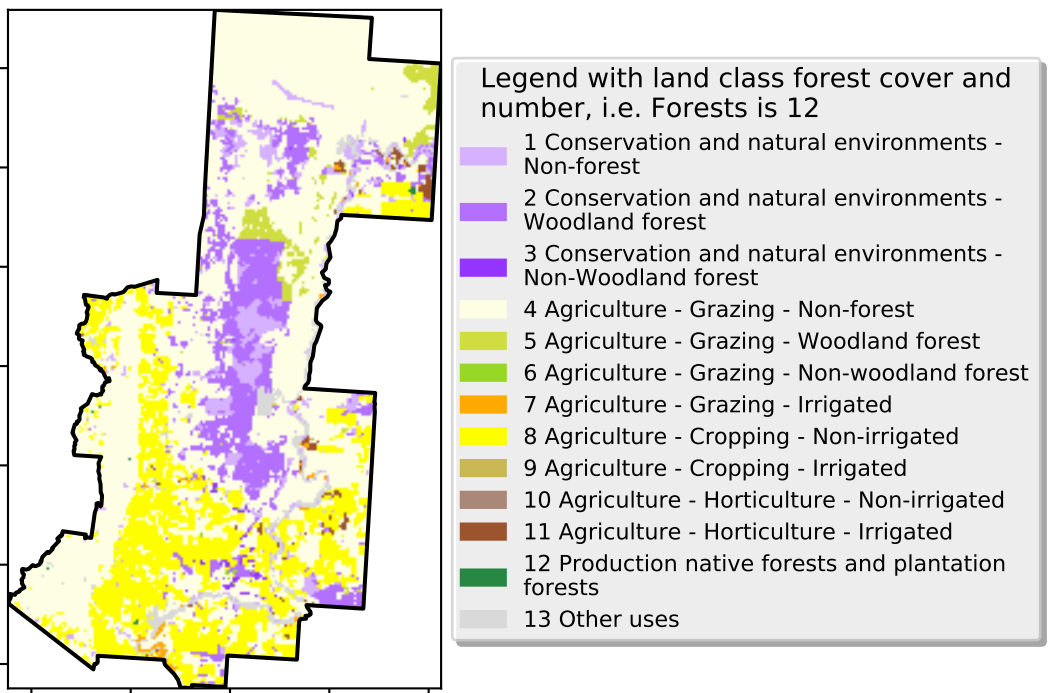 Legend with land class forest cover and
number, i.e. Forests is 12
1 Conservation and natural environments -
Non-forest
2 Conservation and natural environments -
Woodland forest
3 Conservation and natural environments -
Non-Woodland forest
4 Agriculture - Grazing - Non-forest
5 Agriculture - Grazing - Woodland forest
6 Agriculture - Grazing - Non-woodland forest
7 Agriculture - Grazing - Irrigated
8 Agriculture - Cropping - Non-irrigated
9 Agriculture - Cropping - Irrigated
10 Agriculture - Horticulture - Non-irrigated
11 Agriculture - Horticulture - Irrigated
12 Production native forests and plantation
forests
13 Other uses